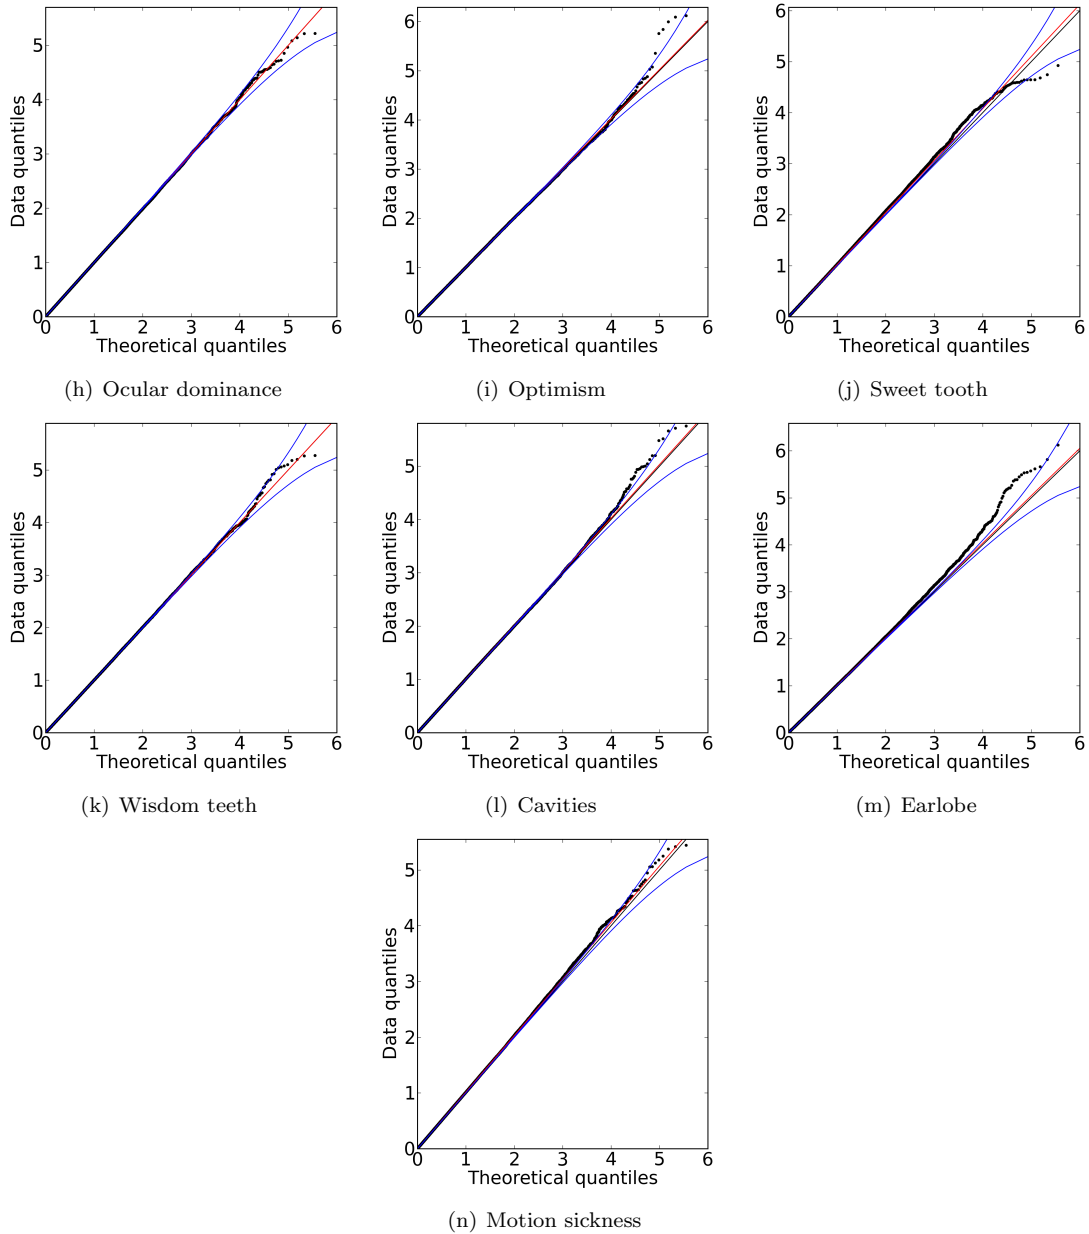 5
4
3
2
1
0
Data quantiles
0 1 2 3 4 5 6
Theoretical quantiles
(h) Ocular dominance
6
5
4
3
2
1
0
Data quantiles
0 1 2 3 4 5 6
Theoretical quantiles
(i) Optimism
6
5
4
3
2
1
0
Data quantiles
0 1 2 3 4 5 6
Theoretical quantiles
(j) Sweet tooth
5
4
3
2
1
0
Data quantiles
0 1 2 3 4 5 6
Theoretical quantiles
(k) Wisdom teeth
5
4
3
2
1
0
Data quantiles
0 1 2 3 4 5 6
Theoretical quantiles
(l) Cavities
6
5
4
3
2
1
0
Data quantiles
0 1 2 3 4 5 6
Theoretical quantiles
(m) Earlobe
5
4
3
2
1
0
Data quantiles
0 1 2 3 4 5 6
Theoretical quantiles
(n) Motion sickness